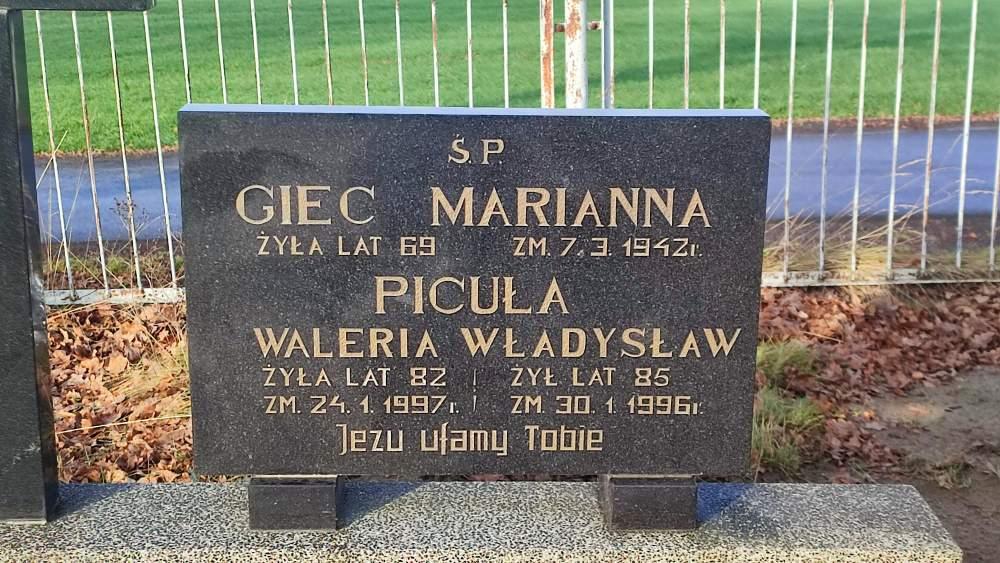 Ś.P.
GIEC MARIANNA
ŻYŁA LAT 69 ZM. 7. 3. 1942r.
PICUŁA
WALERIA WŁADYSŁAW
ŻYŁA LAT 82 ŻYŁ LAT 85
ZM. 24. 1. 1997r. ZM. 30. 1. 1996r.
Jezu ufamy Tobie